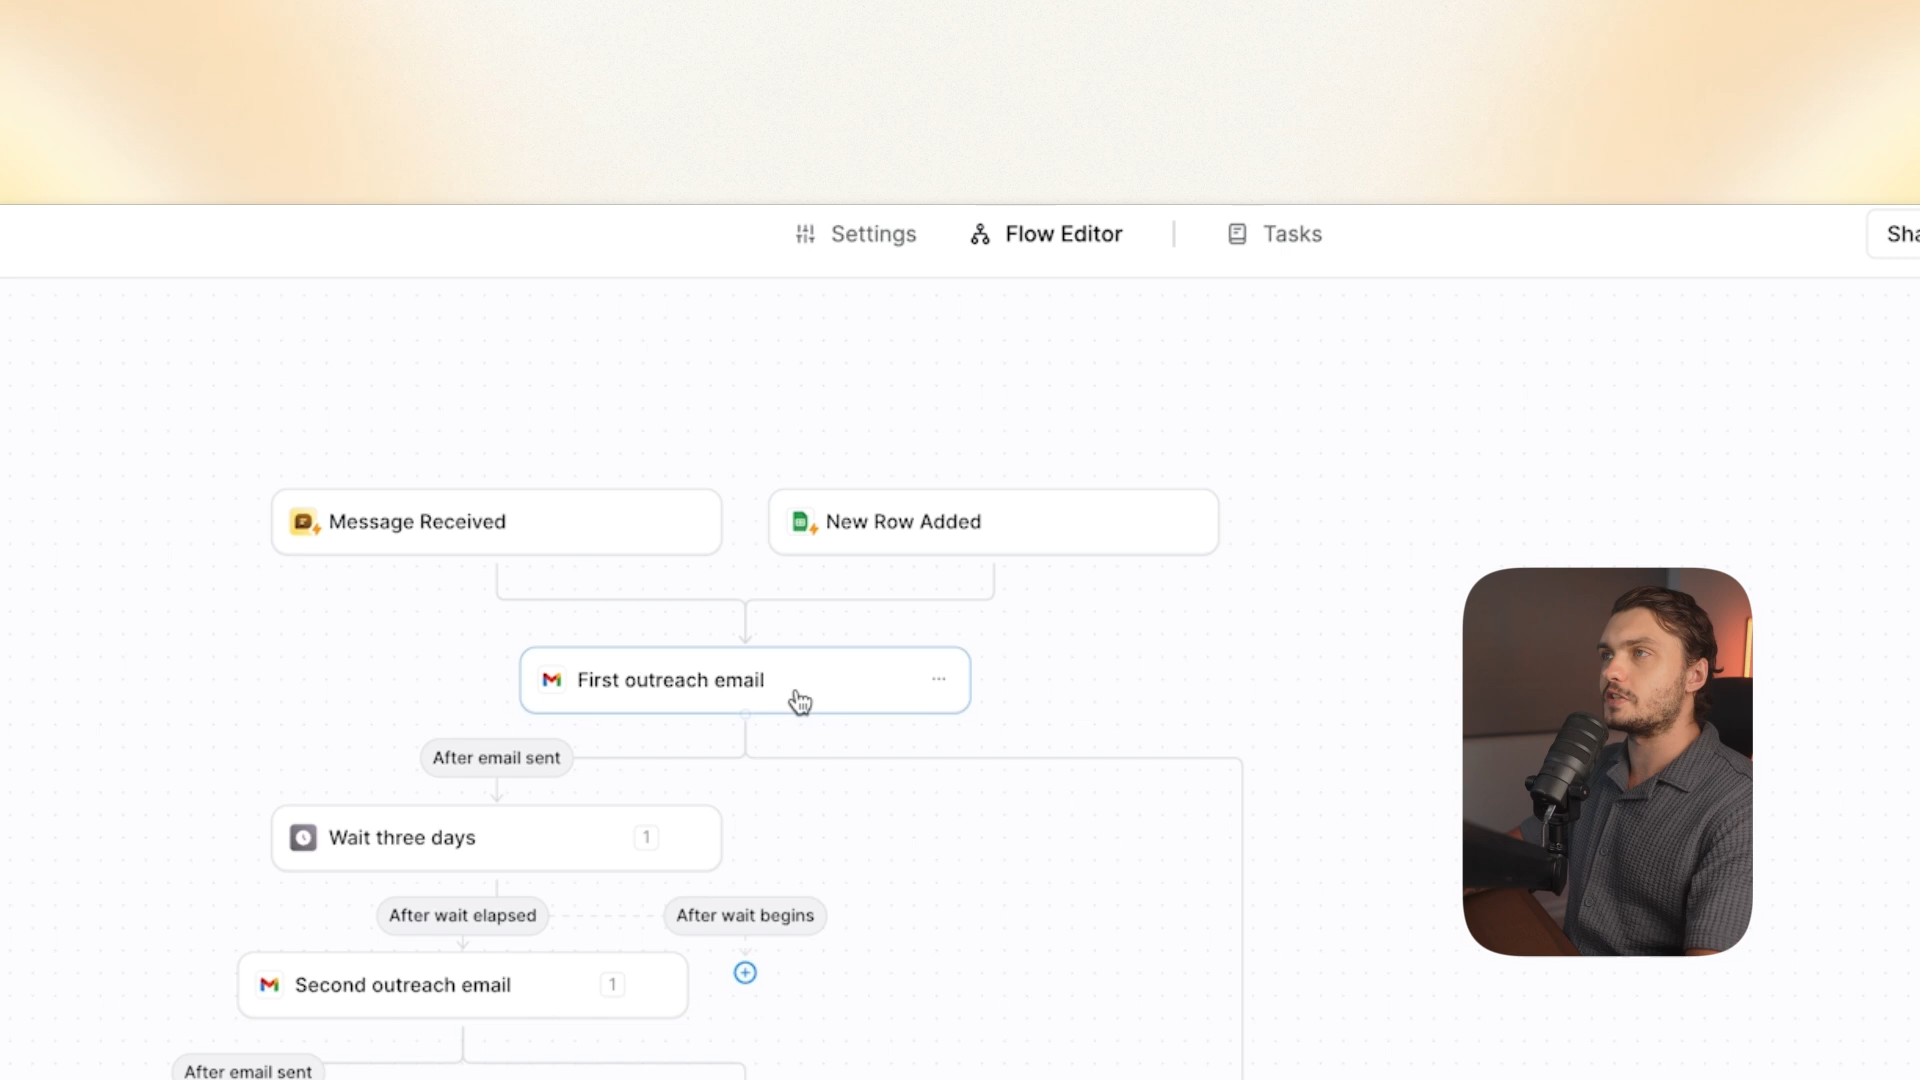 Settings
Flow Editor
Tasks
Sha
Message Received
New Row Added
First outreach email
After email sent
Wait three days
1
After wait elapsed
After wait begins
Second outreach email
1
After email sent